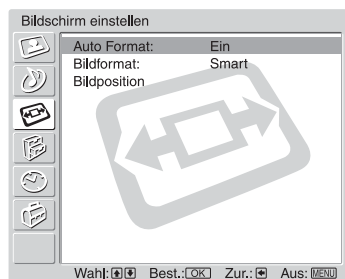 Bildschirm einstellen
Auto Format: Ein
Bildformat: Smart
Bildposition
Wahl: Best.: OK Zur.: Aus: MENU